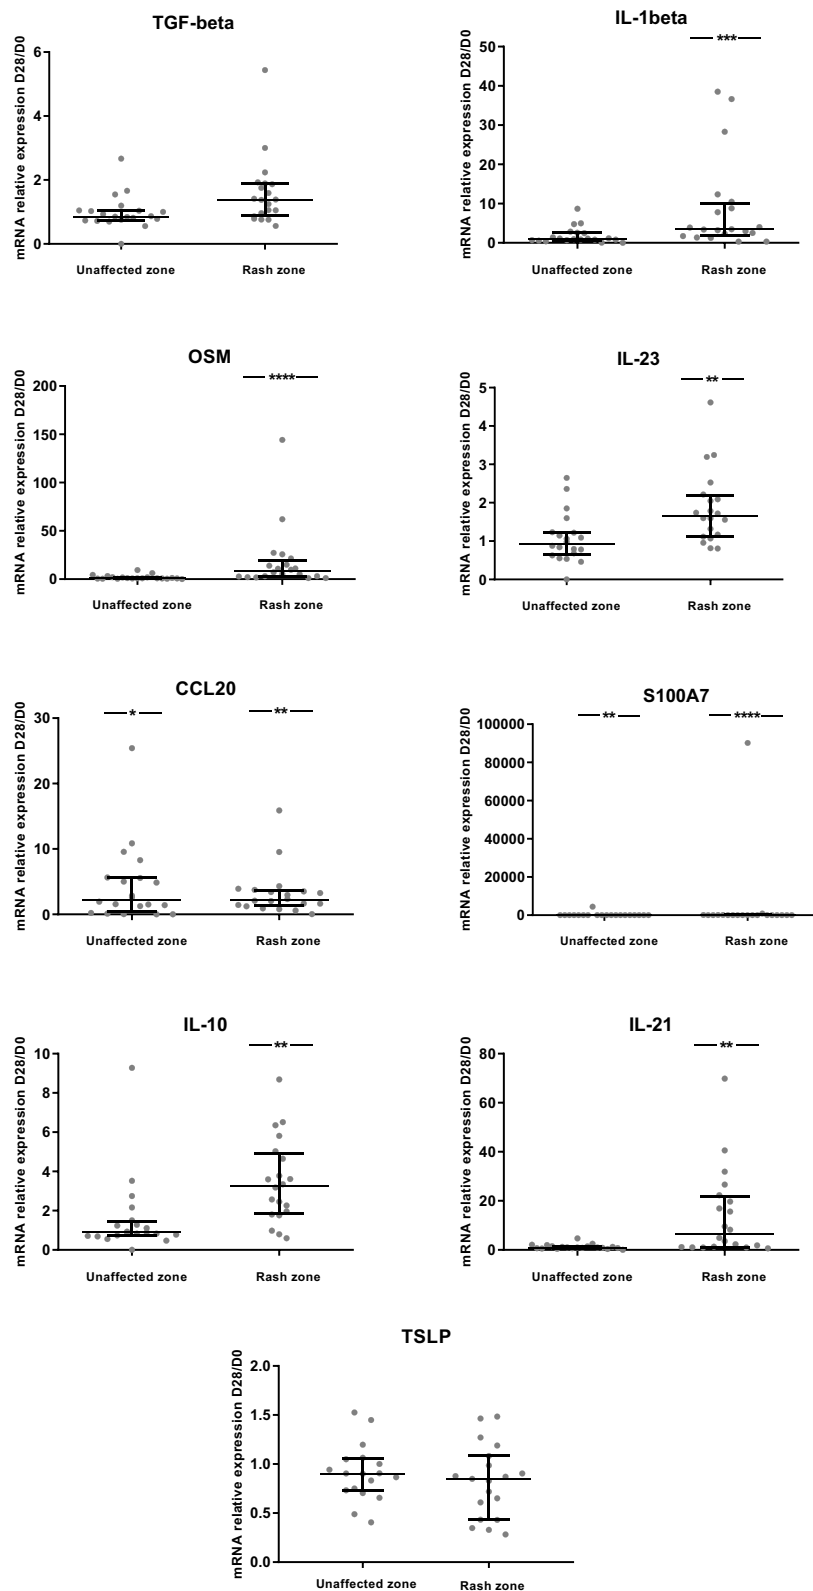 TGF-beta
mRNA relative expression D28/D0
6
4
2
0
Unaffected zone
Rash zone
IL-1beta
***
mRNA relative expression D28/D0
50
40
30
20
10
0
Unaffected zone
Rash zone
OSM
****
mRNA relative expression D28/D0
200
150
100
50
0
Unaffected zone
Rash zone
IL-23
**
mRNA relative expression D28/D0
5
4
3
2
1
0
Unaffected zone
Rash zone
CCL20
*
**
mRNA relative expression D28/D0
30
20
10
0
Unaffected zone
Rash zone
S100A7
**
****
mRNA relative expression D28/D0
100000
80000
60000
40000
20000
0
Unaffected zone
Rash zone
IL-10
**
mRNA relative expression D28/D0
10
8
6
4
2
0
Unaffected zone
Rash zone
IL-21
**
mRNA relative expression D28/D0
80
60
40
20
0
Unaffected zone
Rash zone
TSLP
mRNA relative expression D28/D0
2.0
1.5
1.0
0.5
0.0
Unaffected zone
Rash zone